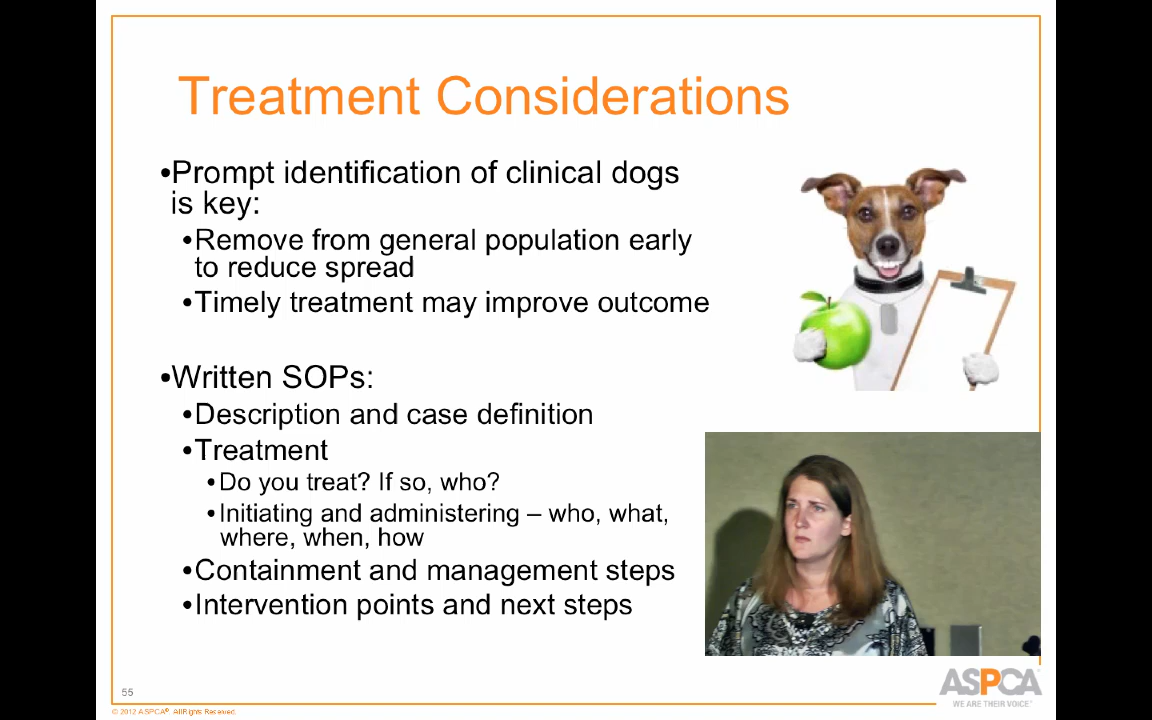 Treatment Considerations
•Prompt identification of clinical dogs
is key:
•Remove from general population early
to reduce spread
•Timely treatment may improve outcome
•Written SOPs:
•Description and case definition
•Treatment
•Do you treat? If so, who?
•Initiating and administering – who, what,
where, when, how
•Containment and management steps
•Intervention points and next steps
55
© 2012 ASPCA® All Rights Reserved.
ASPCA
WE ARE THEIR VOICE®